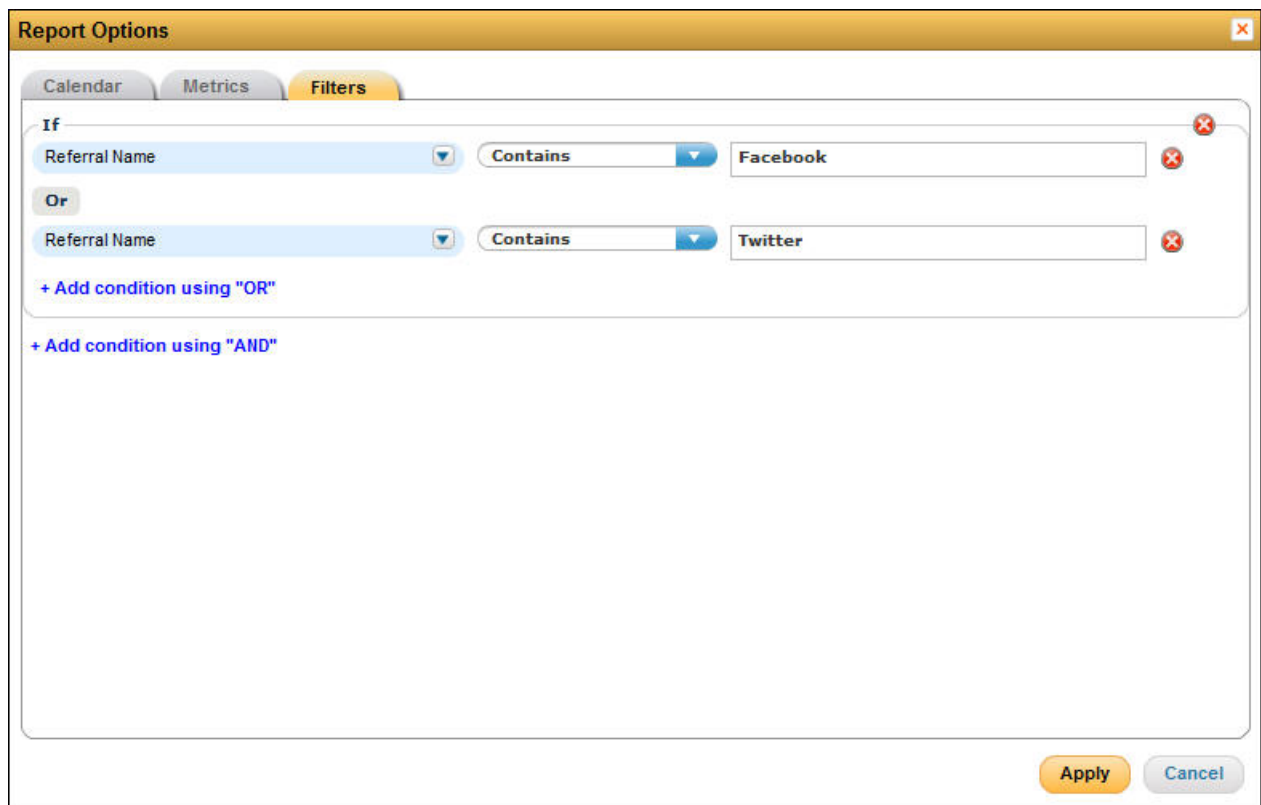 Report Options
Calendar Metrics Filters
If
Referral Name Contains Facebook
Or
Referral Name Contains Twitter
+ Add condition using "OR"
+ Add condition using "AND"
Apply Cancel